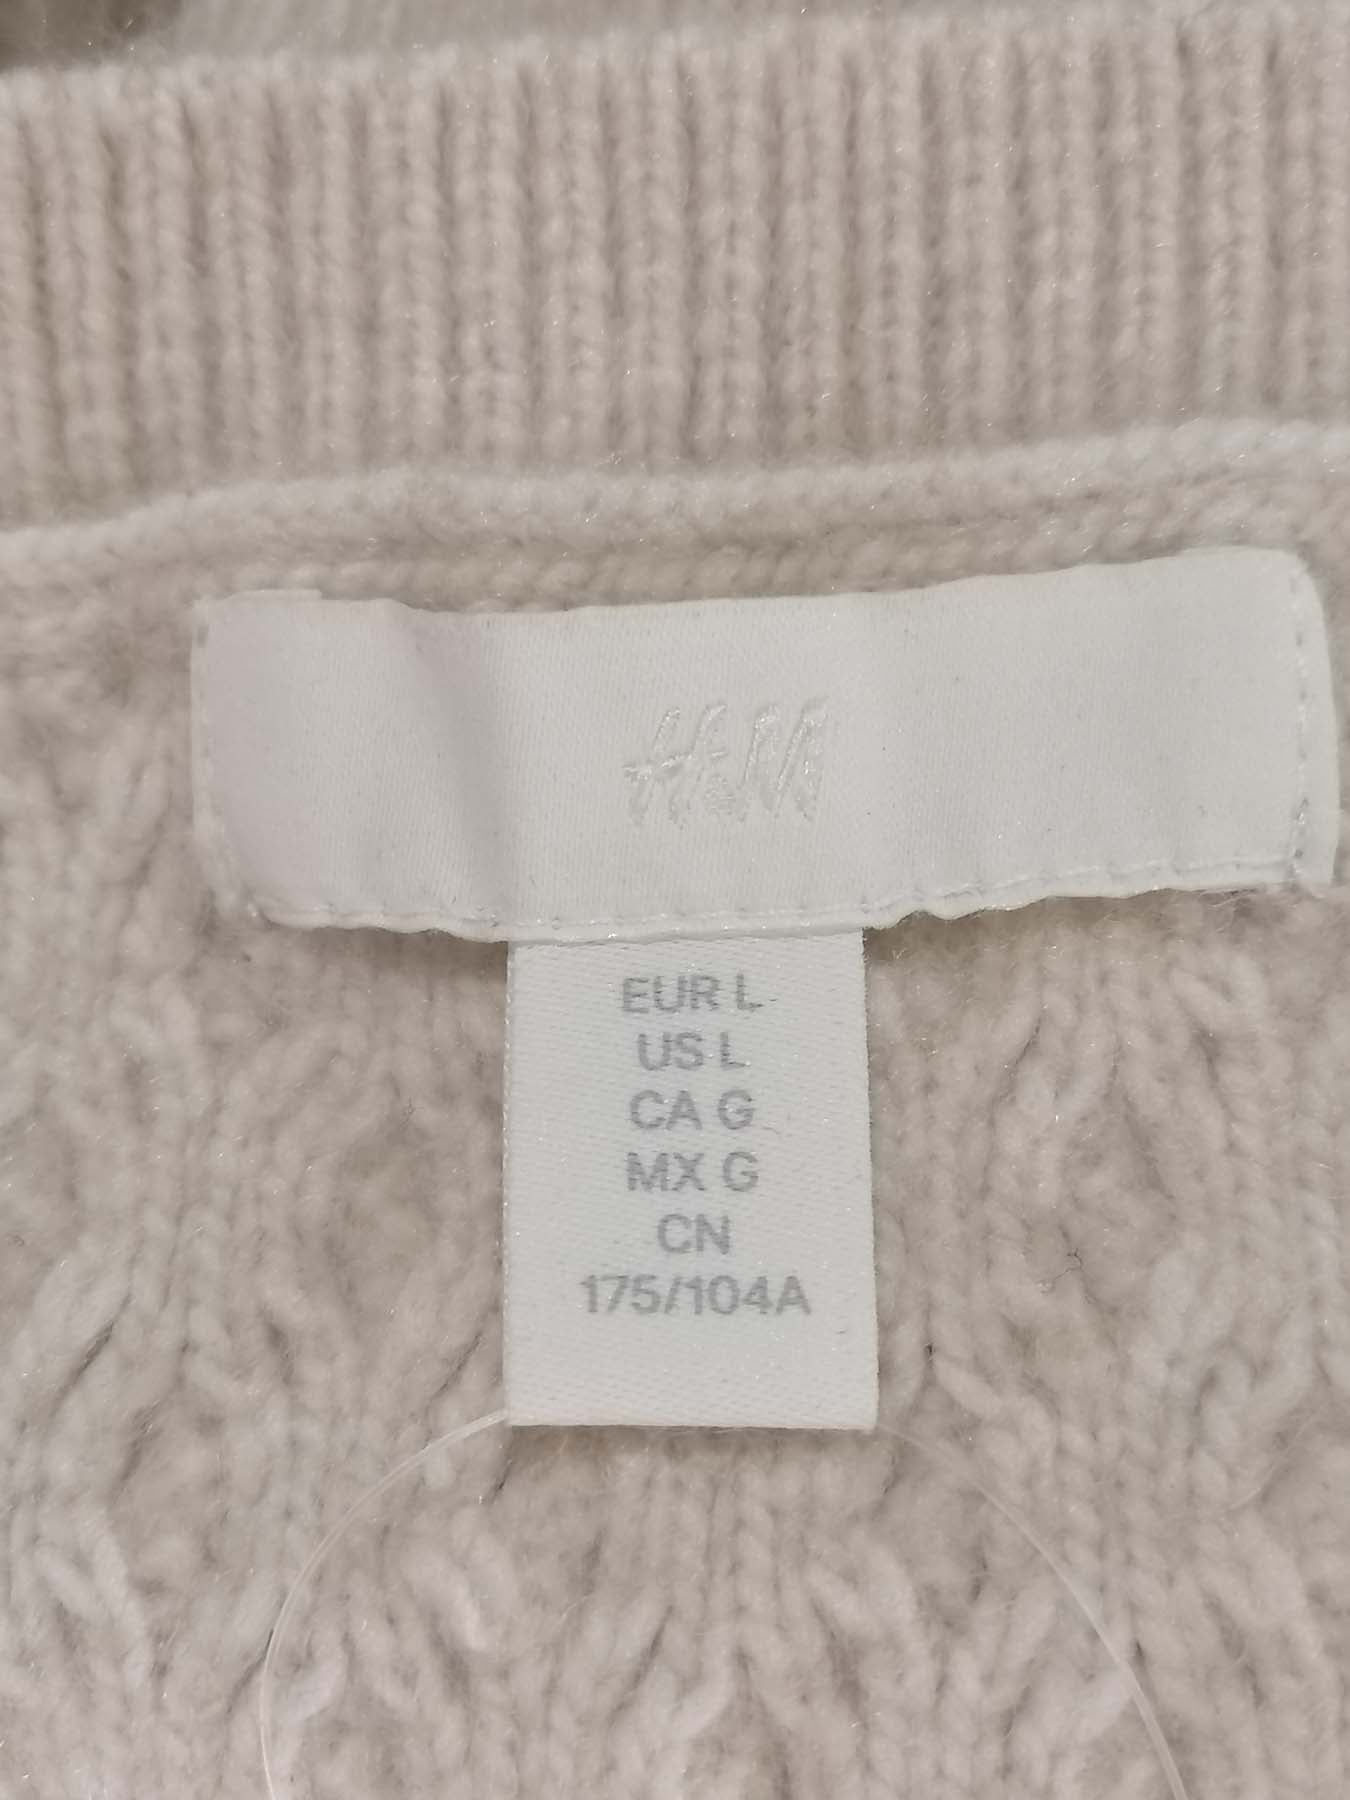 H&M
EUR L
US L
CA G
MX G
CN
175/104A